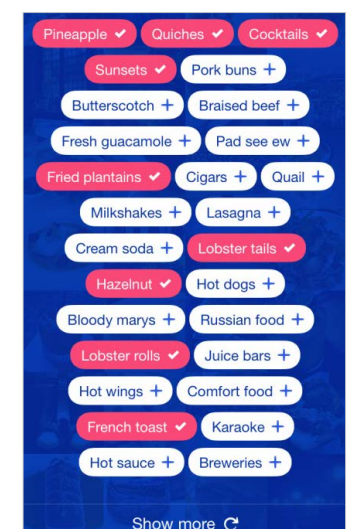 Pineapple ✔ Quiches ✔ Cocktails ✔
Sunsets ✔ Pork buns +
Butterscotch + Braised beef +
Fresh guacamole + Pad see ew +
Fried plantains ✔ Cigars + Quail +
Milkshakes + Lasagna +
Cream soda + Lobster tails ✔
Hazelnut ✔ Hot dogs +
Bloody marys + Russian food +
Lobster rolls ✔ Juice bars +
Hot wings + Comfort food +
French toast ✔ Karaoke +
Hot sauce + Breweries +
Show more